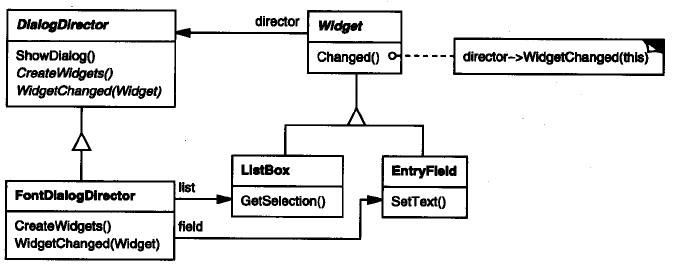 DialogDirector
ShowDialog()
CreateWidgets()
WidgetChanged(Widget)
director
Widget
Changed()
director->WidgetChanged(this)
FontDialogDirector
CreateWidgets()
WidgetChanged(Widget)
list
field
ListBox
GetSelection()
EntryField
SetText()